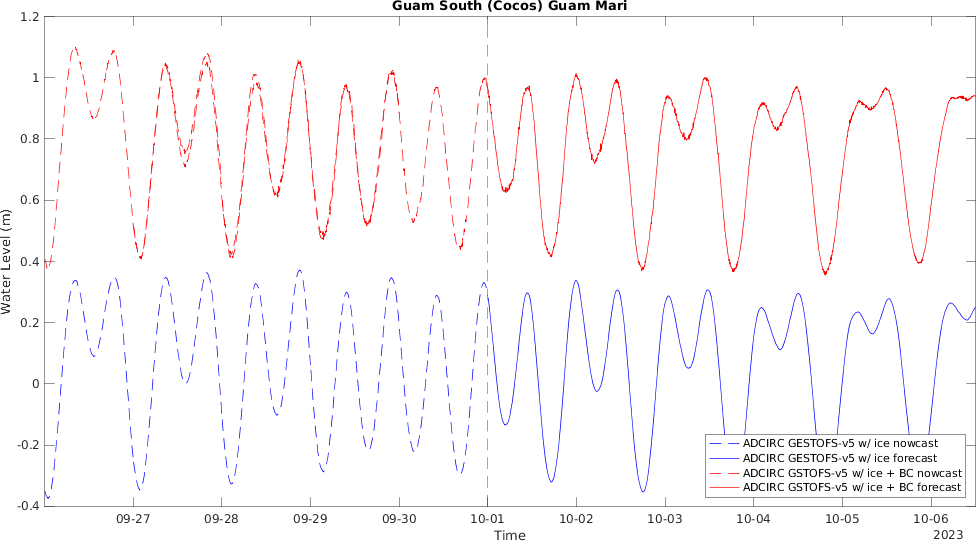 Guam South (Cocos) Guam Mari
1.2
1
0.8
0.6
0.4
0.2
0
-0.2
-0.4
Water Level (m)
ADCIRC GESTOFS-v5 w/ ice nowcast
ADCIRC GESTOFS-v5 w/ ice forecast
ADCIRC GSTOFS-v5 w/ ice + BC nowcast
ADCIRC GSTOFS-v5 w/ ice + BC forecast
09-27 09-28 09-29 09-30 10-01 10-02 10-03 10-04 10-05 10-06
Time
2023